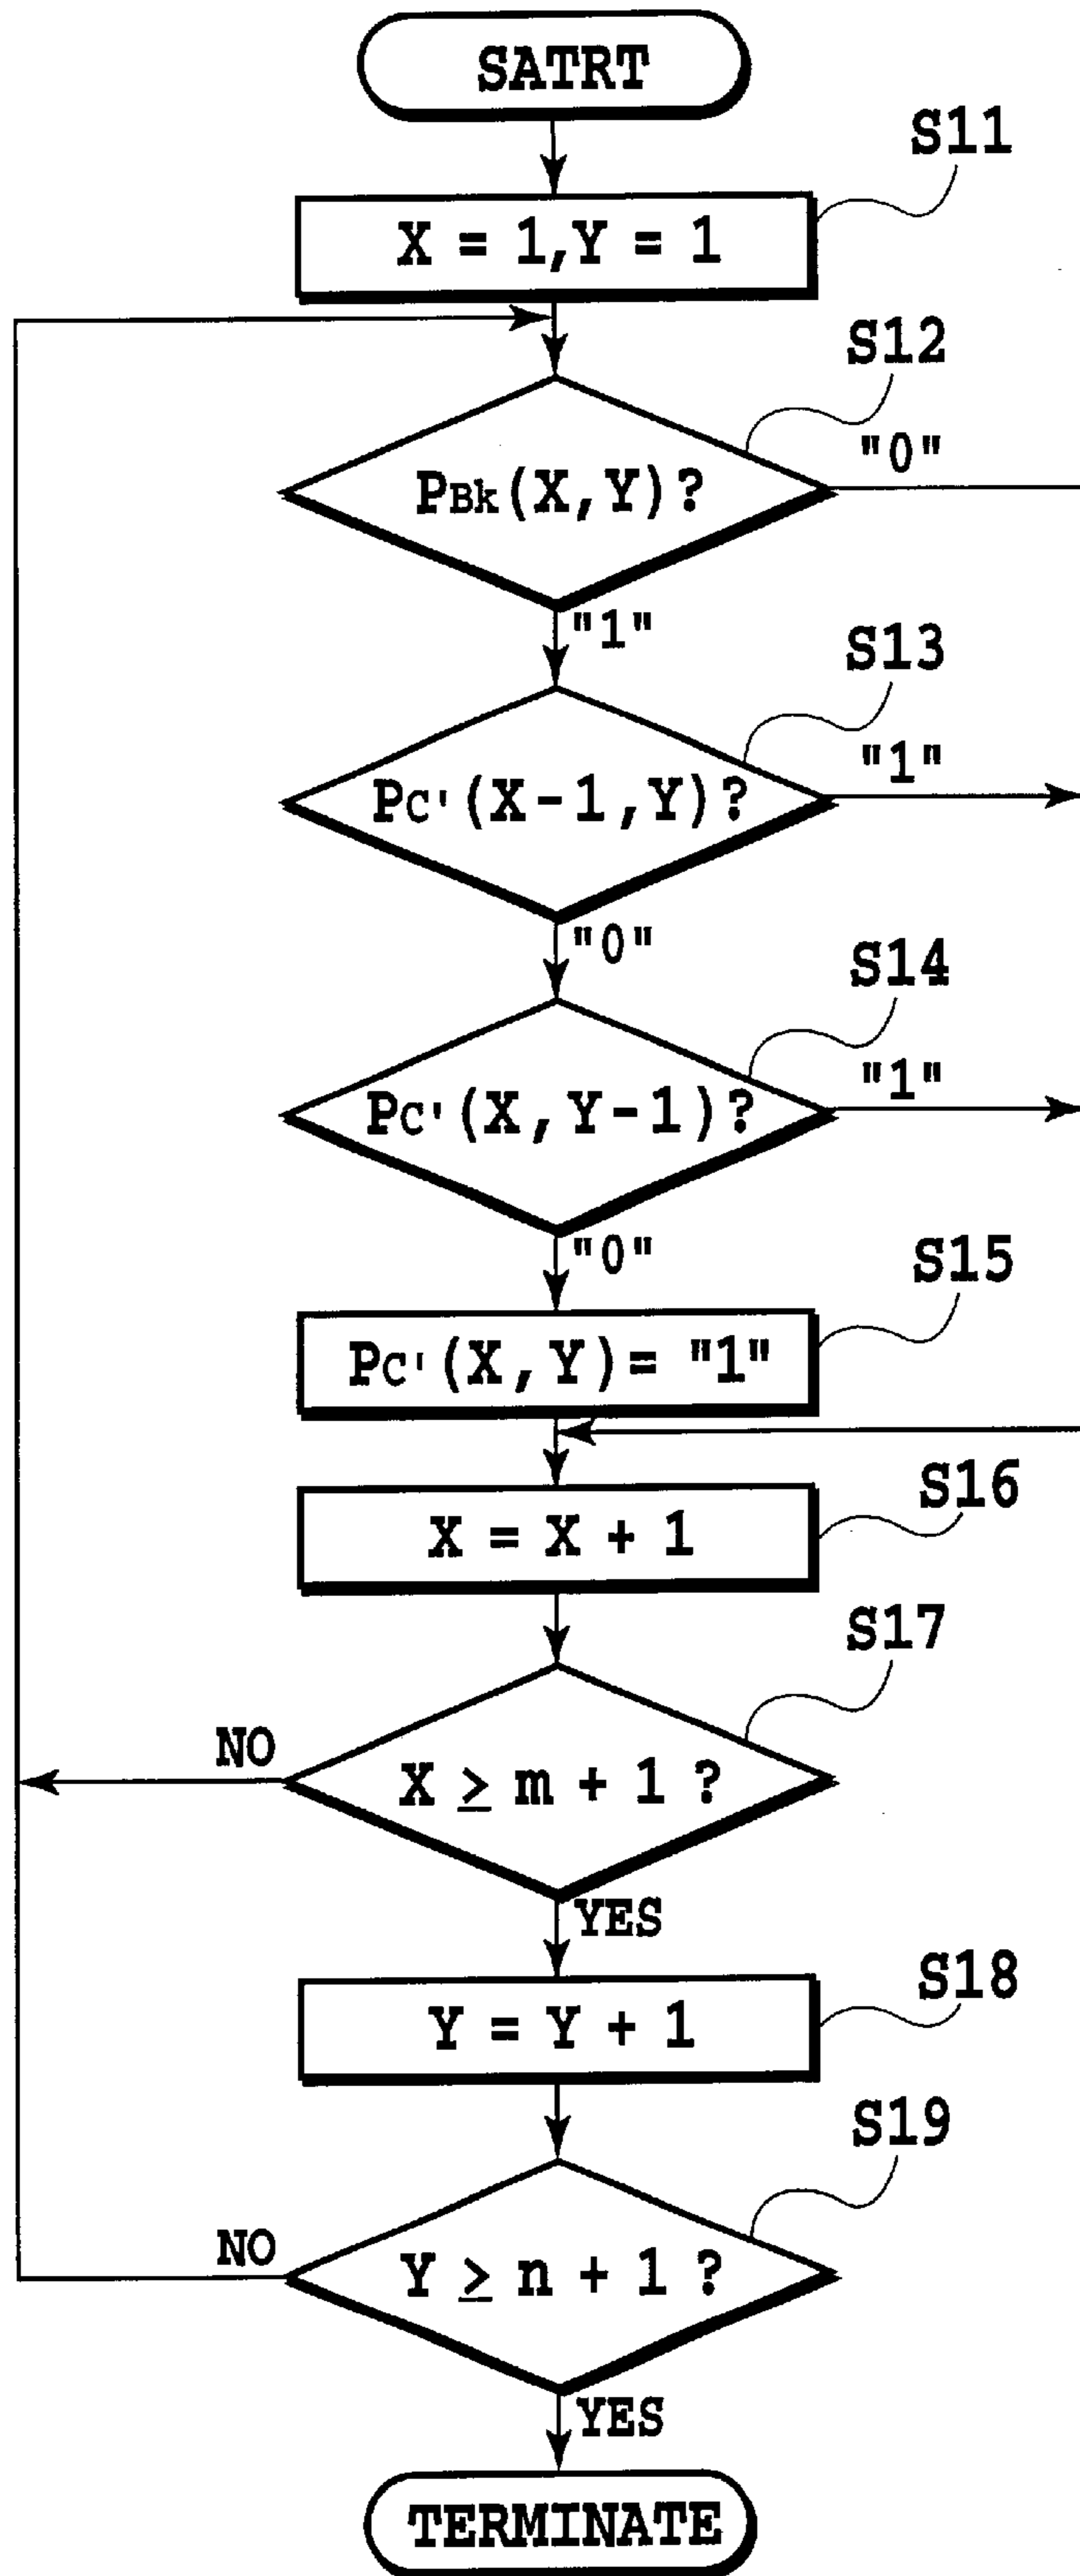 SATRT
S11
X = 1,Y = 1
S12
"0"
PBk(X,Y)?
"1"
S13
"1"
PC'(X-1,Y)?
"0"
S14
"1"
PC'(X,Y-1)?
"0"
S15
PC'(X,Y)= "1"
S16
X = X + 1
S17
NO
X ≥ m + 1 ?
YES
S18
Y = Y + 1
S19
NO
Y ≥ n + 1 ?
YES
TERMINATE